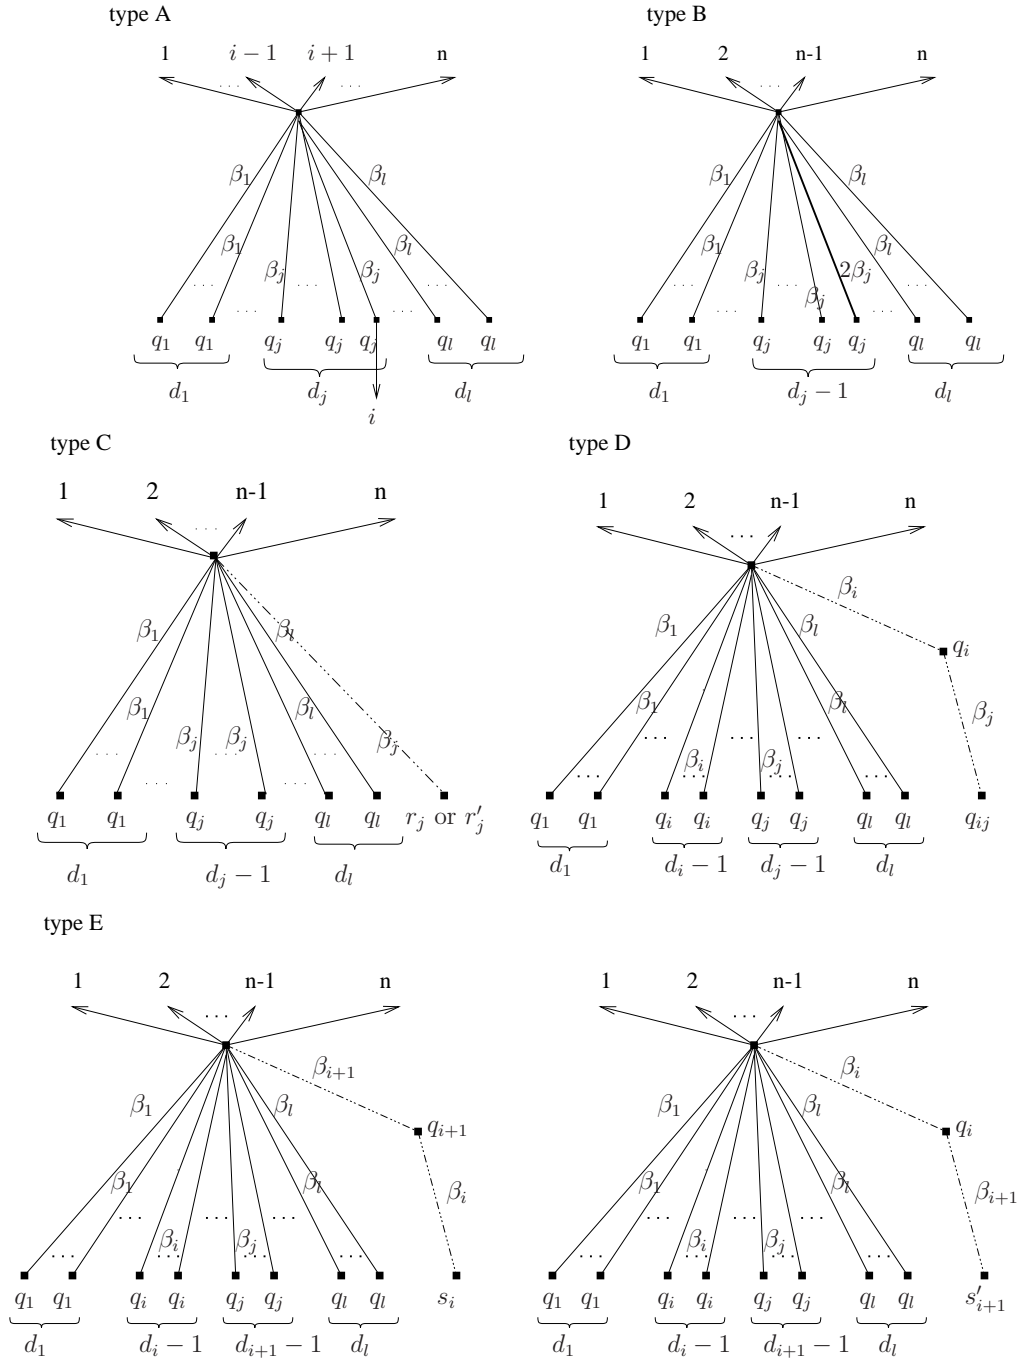 type A type B
1 i − 1 i + 1 n 1 2 n-1 n
. . . . . . . . .
β₁ βₗ β₁ βₗ
β₁ βⱼ βⱼ βₗ β₁ βⱼ βⱼ 2βⱼ βₗ
. . . . . . . . . . . . . . . . . .
. . . . . . . . . . . .
q₁ q₁ qⱼ qⱼ qⱼ qₗ qₗ q₁ q₁ qⱼ qⱼ qⱼ qₗ qₗ
d₁ dⱼ dₗ d₁ dⱼ − 1 dₗ
i
type C type D
1 2 n-1 n 1 2 n-1 n
. . . . . .
βᵢ
β₁ βₗ β₁ βₗ
qᵢ
β₁ βⱼ βⱼ βₗ βⱼ β₁ βₗ βⱼ
. . . . . . . . . . . . . . .
. . . . . . βᵢ . . . βⱼ . . . . . . . . .
q₁ q₁ qⱼ qⱼ qₗ qₗ rⱼ or r′ⱼ q₁ q₁ qᵢ qᵢ qⱼ qⱼ qₗ qₗ qᵢⱼ
d₁ dⱼ − 1 dₗ d₁ dᵢ − 1 dⱼ − 1 dₗ
type E
1 2 n-1 n 1 2 n-1 n
. . . . . .
βᵢ₊₁ βᵢ
β₁ βₗ β₁ βₗ
qᵢ₊₁ qᵢ
β₁ βₗ βᵢ β₁ βₗ βᵢ₊₁
. . . . . . . . . . . . . . . . . .
. . . βᵢ . . . βⱼ . . . . . . . . . βᵢ . . . βⱼ . . . . . .
q₁ q₁ qᵢ qᵢ qⱼ qⱼ qₗ qₗ sᵢ q₁ q₁ qᵢ qᵢ qⱼ qⱼ qₗ qₗ s′ᵢ₊₁
d₁ dᵢ − 1 dᵢ₊₁ − 1 dₗ d₁ dᵢ − 1 dᵢ₊₁ − 1 dₗ